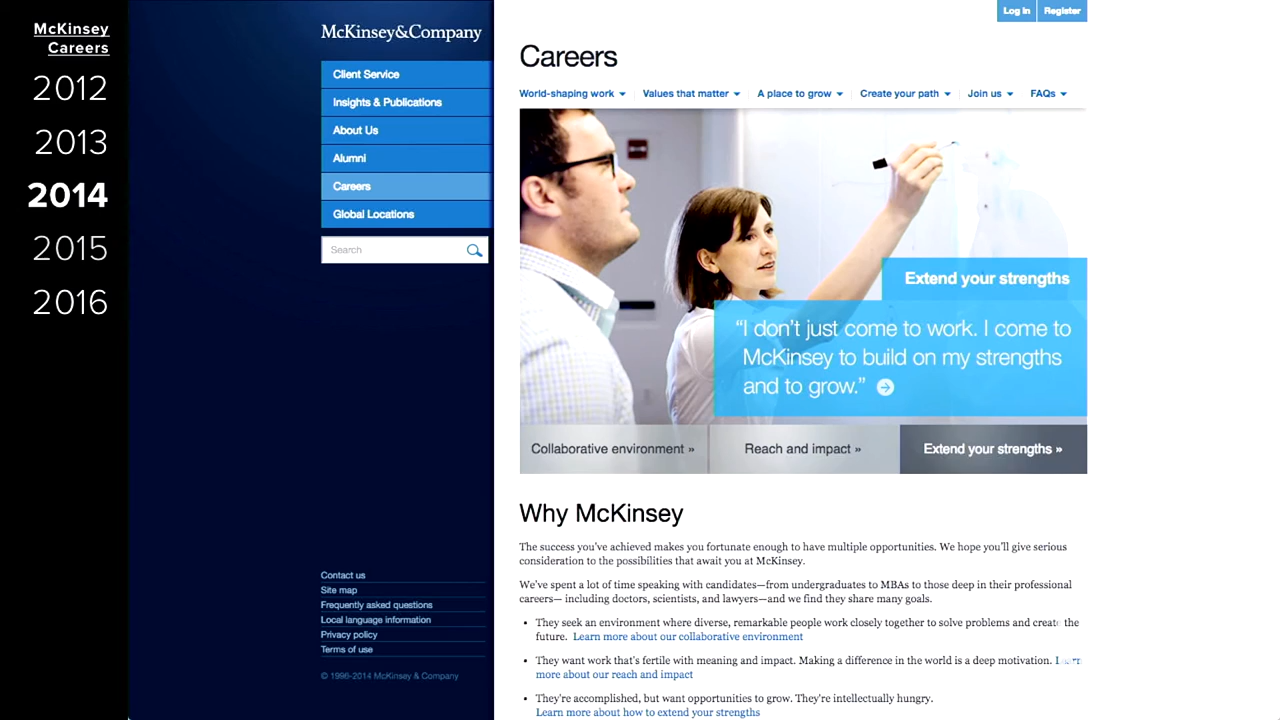 McKinsey
Careers
2012
2013
2014
2015
2016
McKinsey&Company
Client Service
Insights & Publications
About Us
Alumni
Careers
Global Locations
Search
Contact us
Site map
Frequently asked questions
Local language information
Privacy policy
Terms of use
© 1996-2014 McKinsey & Company
Log in Register
Careers
World-shaping work Values that matter A place to grow Create your path Join us FAQs
Extend your strengths
“I don’t just come to work. I come to
McKinsey to build on my strengths
and to grow.”
Collaborative environment » Reach and impact » Extend your strengths »
Why McKinsey
The success you’ve achieved makes you fortunate enough to have multiple opportunities. We hope you’ll give serious
consideration to the possibilities that await you at McKinsey.
We’ve spent a lot of time speaking with candidates—from undergraduates to MBAs to those deep in their professional
careers— including doctors, scientists, and lawyers—and we find they share many goals.
• They seek an environment where diverse, remarkable people work closely together to solve problems and create the
future. Learn more about our collaborative environment
• They want work that's fertile with meaning and impact. Making a difference in the world is a deep motivation. Learn
more about our reach and impact
• They're accomplished, but want opportunities to grow. They're intellectually hungry.
Learn more about how to extend your strengths